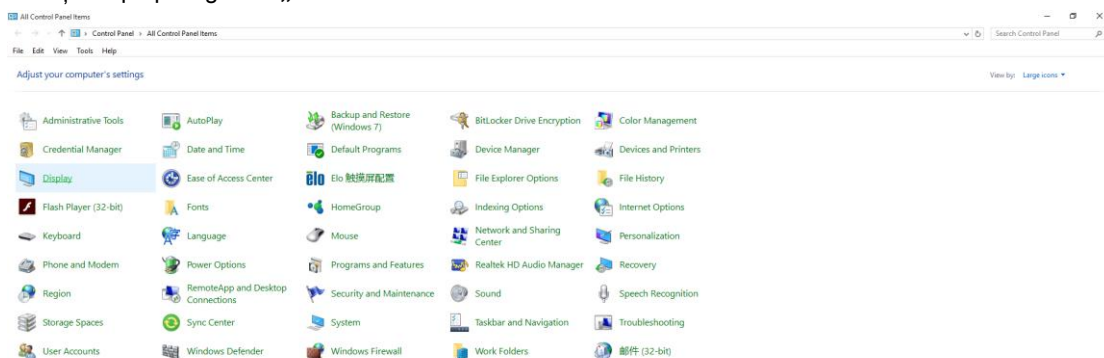 All Control Panel Items
Control Panel > All Control Panel Items
Search Control Panel
File Edit View Tools Help
Adjust your computer's settings
View by: Large icons
Administrative Tools
AutoPlay
Backup and Restore
(Windows 7)
BitLocker Drive Encryption
Color Management
Credential Manager
Date and Time
Default Programs
Device Manager
Devices and Printers
Display
Ease of Access Center
elo Elo 触摸屏配置
File Explorer Options
File History
Flash Player (32-bit)
Fonts
HomeGroup
Indexing Options
Internet Options
Keyboard
Language
Mouse
Network and Sharing
Center
Personalization
Phone and Modem
Power Options
Programs and Features
Realtek HD Audio Manager
Recovery
Region
RemoteApp and Desktop
Connections
Security and Maintenance
Sound
Speech Recognition
Storage Spaces
Sync Center
System
Taskbar and Navigation
Troubleshooting
User Accounts
Windows Defender
Windows Firewall
Work Folders
邮件 (32-bit)